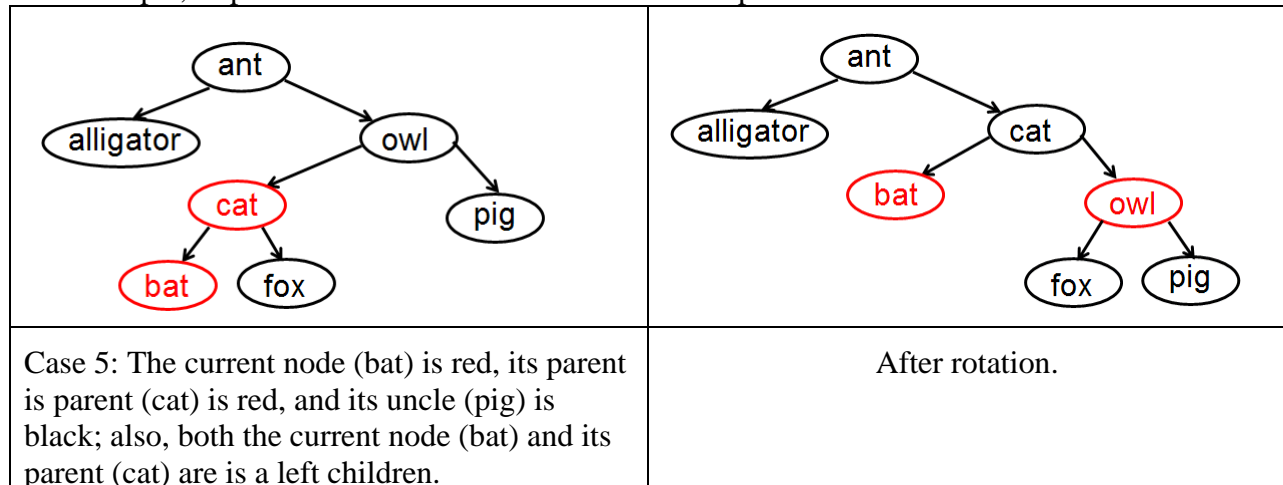 ant
alligator
owl
cat
pig
bat
fox
ant
alligator
cat
bat
owl
fox
pig
Case 5: The current node (bat) is red, its parent
is parent (cat) is red, and its uncle (pig) is
black; also, both the current node (bat) and its
parent (cat) are is a left children.
After rotation.